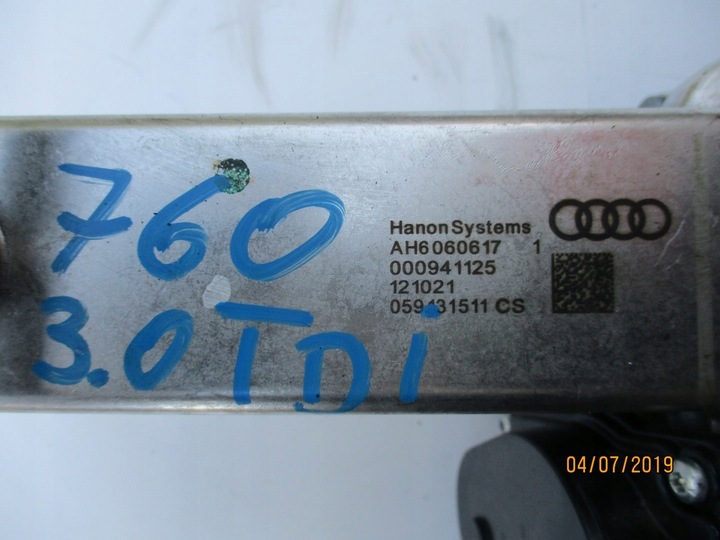 760
3.0 TDi
Hanon Systems
AH6060617 1
000941125
121021
059131511 CS
04/07/2019